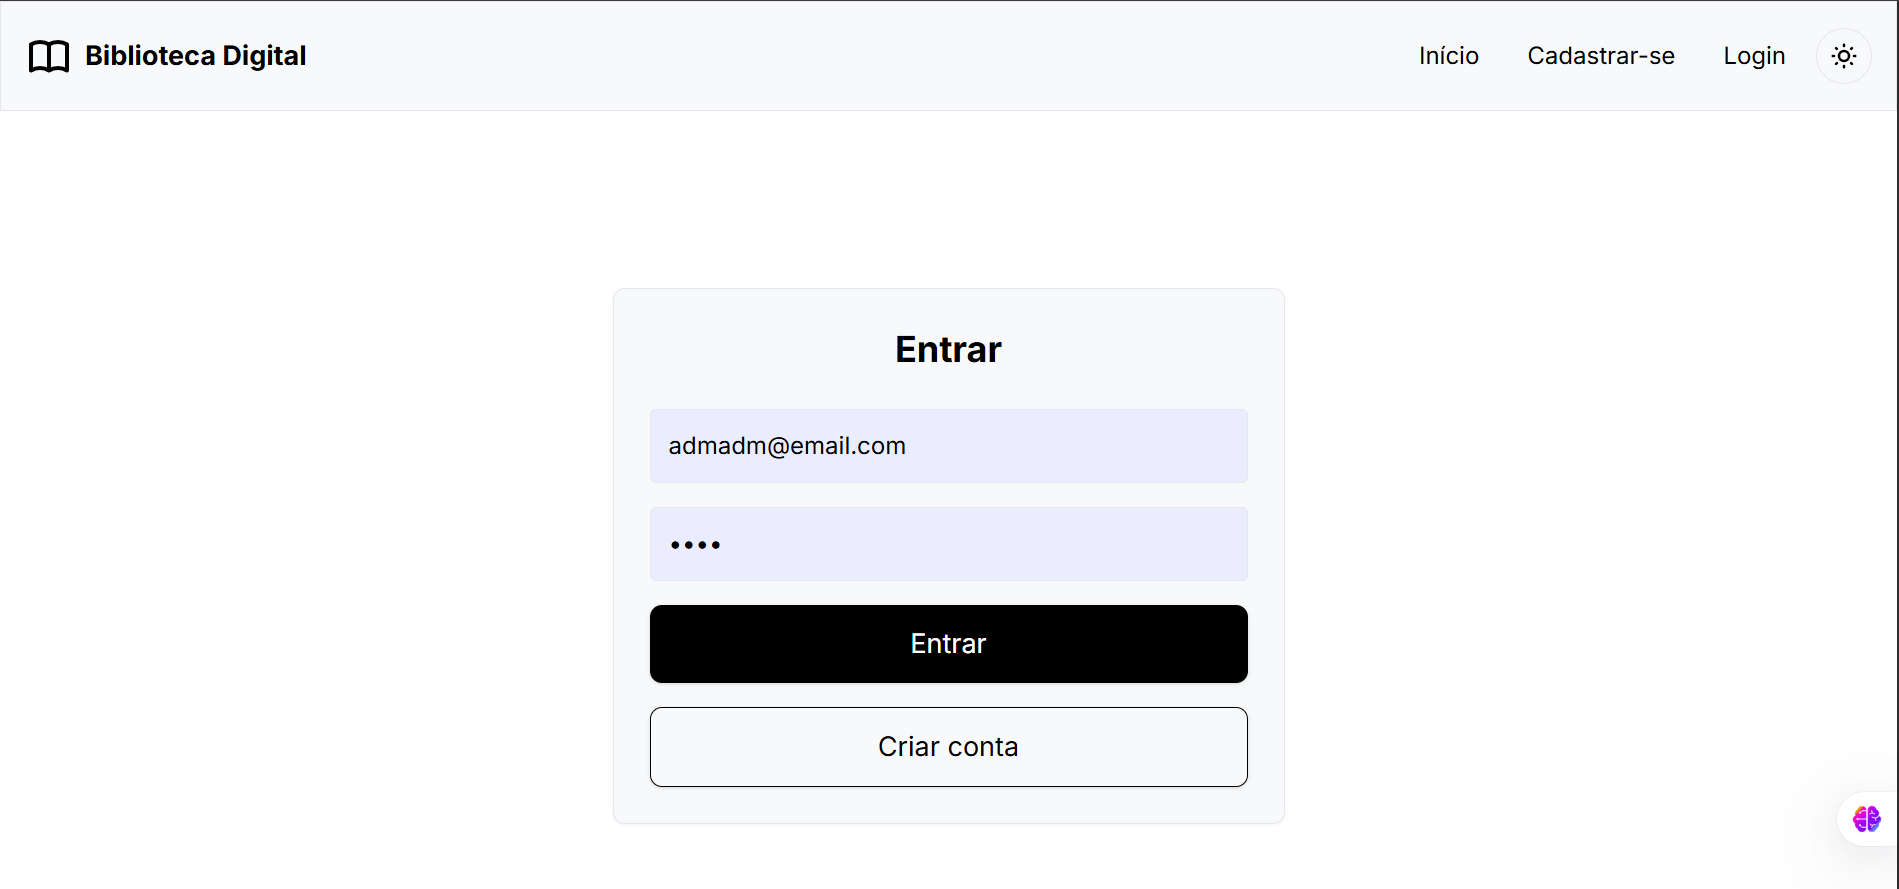 Biblioteca Digital
Início
Cadastrar-se
Login
Entrar
admadm@email.com
••••
Entrar
Criar conta